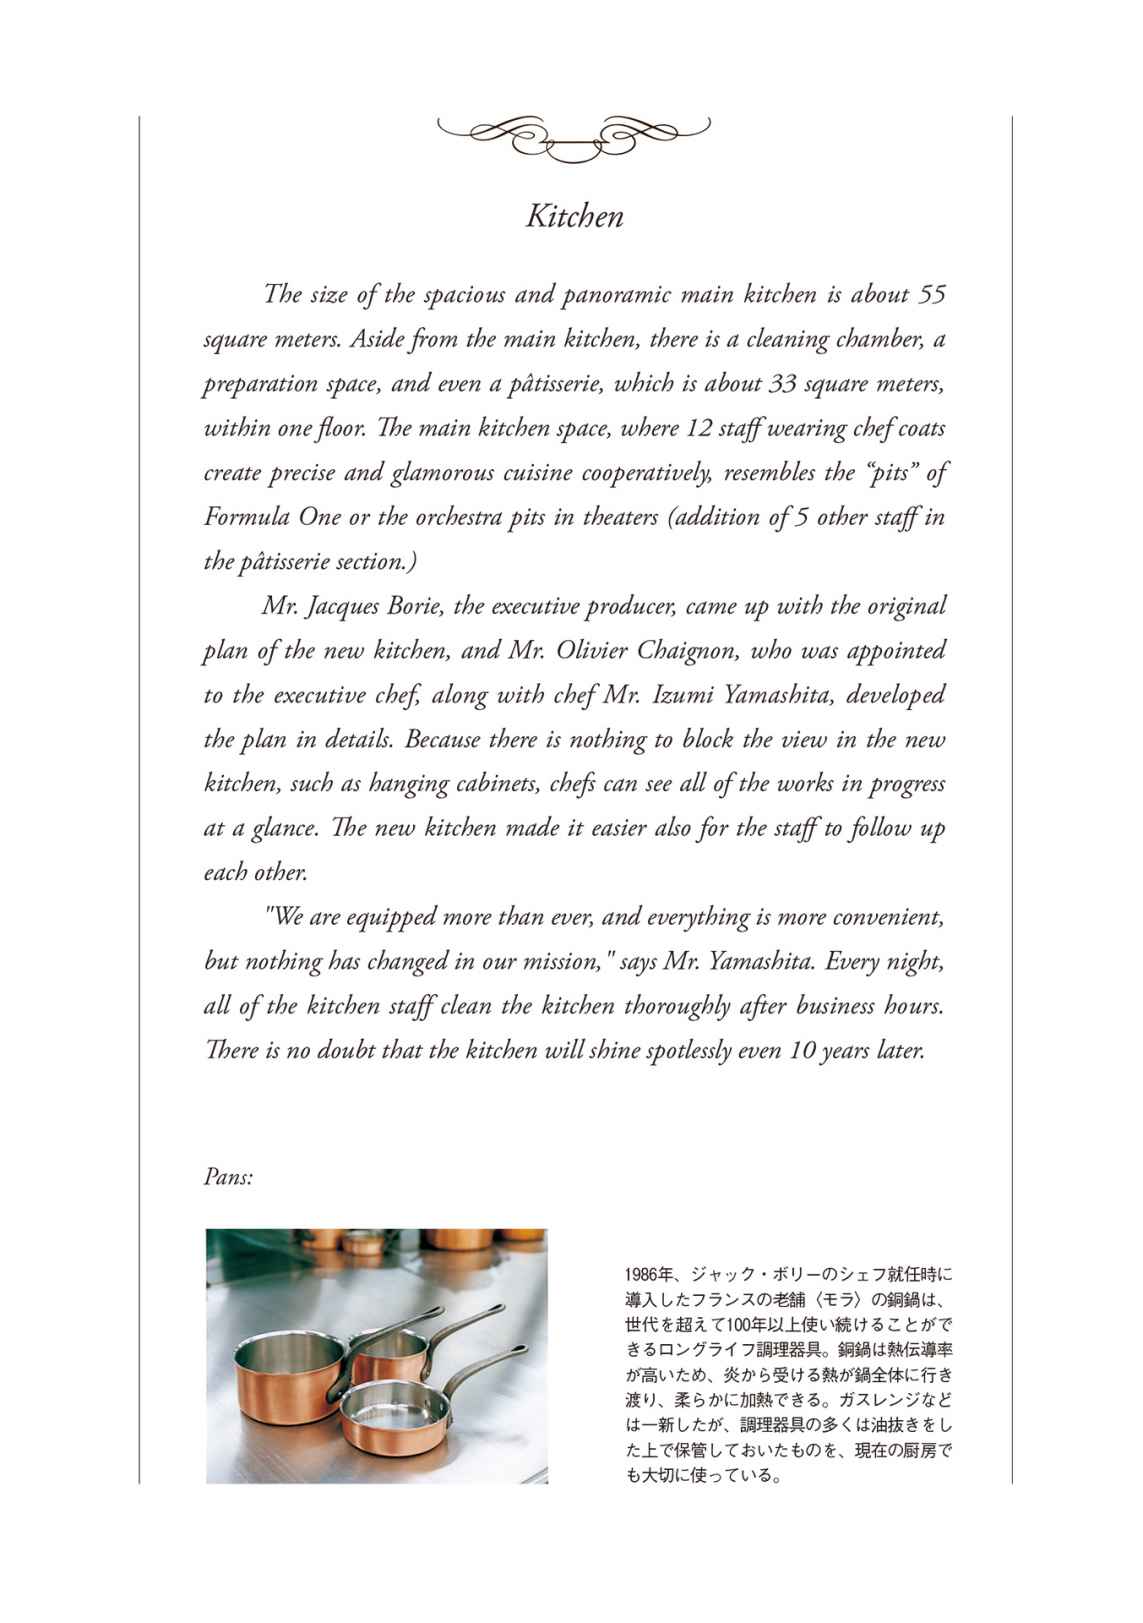 Kitchen
The size of the spacious and panoramic main kitchen is about 55
square meters. Aside from the main kitchen, there is a cleaning chamber, a
preparation space, and even a pâtisserie, which is about 33 square meters,
within one floor. The main kitchen space, where 12 staff wearing chef coats
create precise and glamorous cuisine cooperatively, resembles the “pits” of
Formula One or the orchestra pits in theaters (addition of 5 other staff in
the pâtisserie section.)
Mr. Jacques Borie, the executive producer, came up with the original
plan of the new kitchen, and Mr. Olivier Chaignon, who was appointed
to the executive chef, along with chef Mr. Izumi Yamashita, developed
the plan in details. Because there is nothing to block the view in the new
kitchen, such as hanging cabinets, chefs can see all of the works in progress
at a glance. The new kitchen made it easier also for the staff to follow up
each other.
"We are equipped more than ever, and everything is more convenient,
but nothing has changed in our mission," says Mr. Yamashita. Every night,
all of the kitchen staff clean the kitchen thoroughly after business hours.
There is no doubt that the kitchen will shine spotlessly even 10 years later.
Pans:
1986年、ジャック・ボリーのシェフ就任時に
導入したフランスの老舗〈モラ〉の銅鍋は、
世代を超えて100年以上使い続けることがで
きるロングライフ調理器具。銅鍋は熱伝導率
が高いため、炎から受ける熱が鍋全体に行き
渡り、柔らかに加熱できる。ガスレンジなど
は一新したが、調理器具の多くは油抜きをし
た上で保管しておいたものを、現在の厨房で
も大切に使っている。